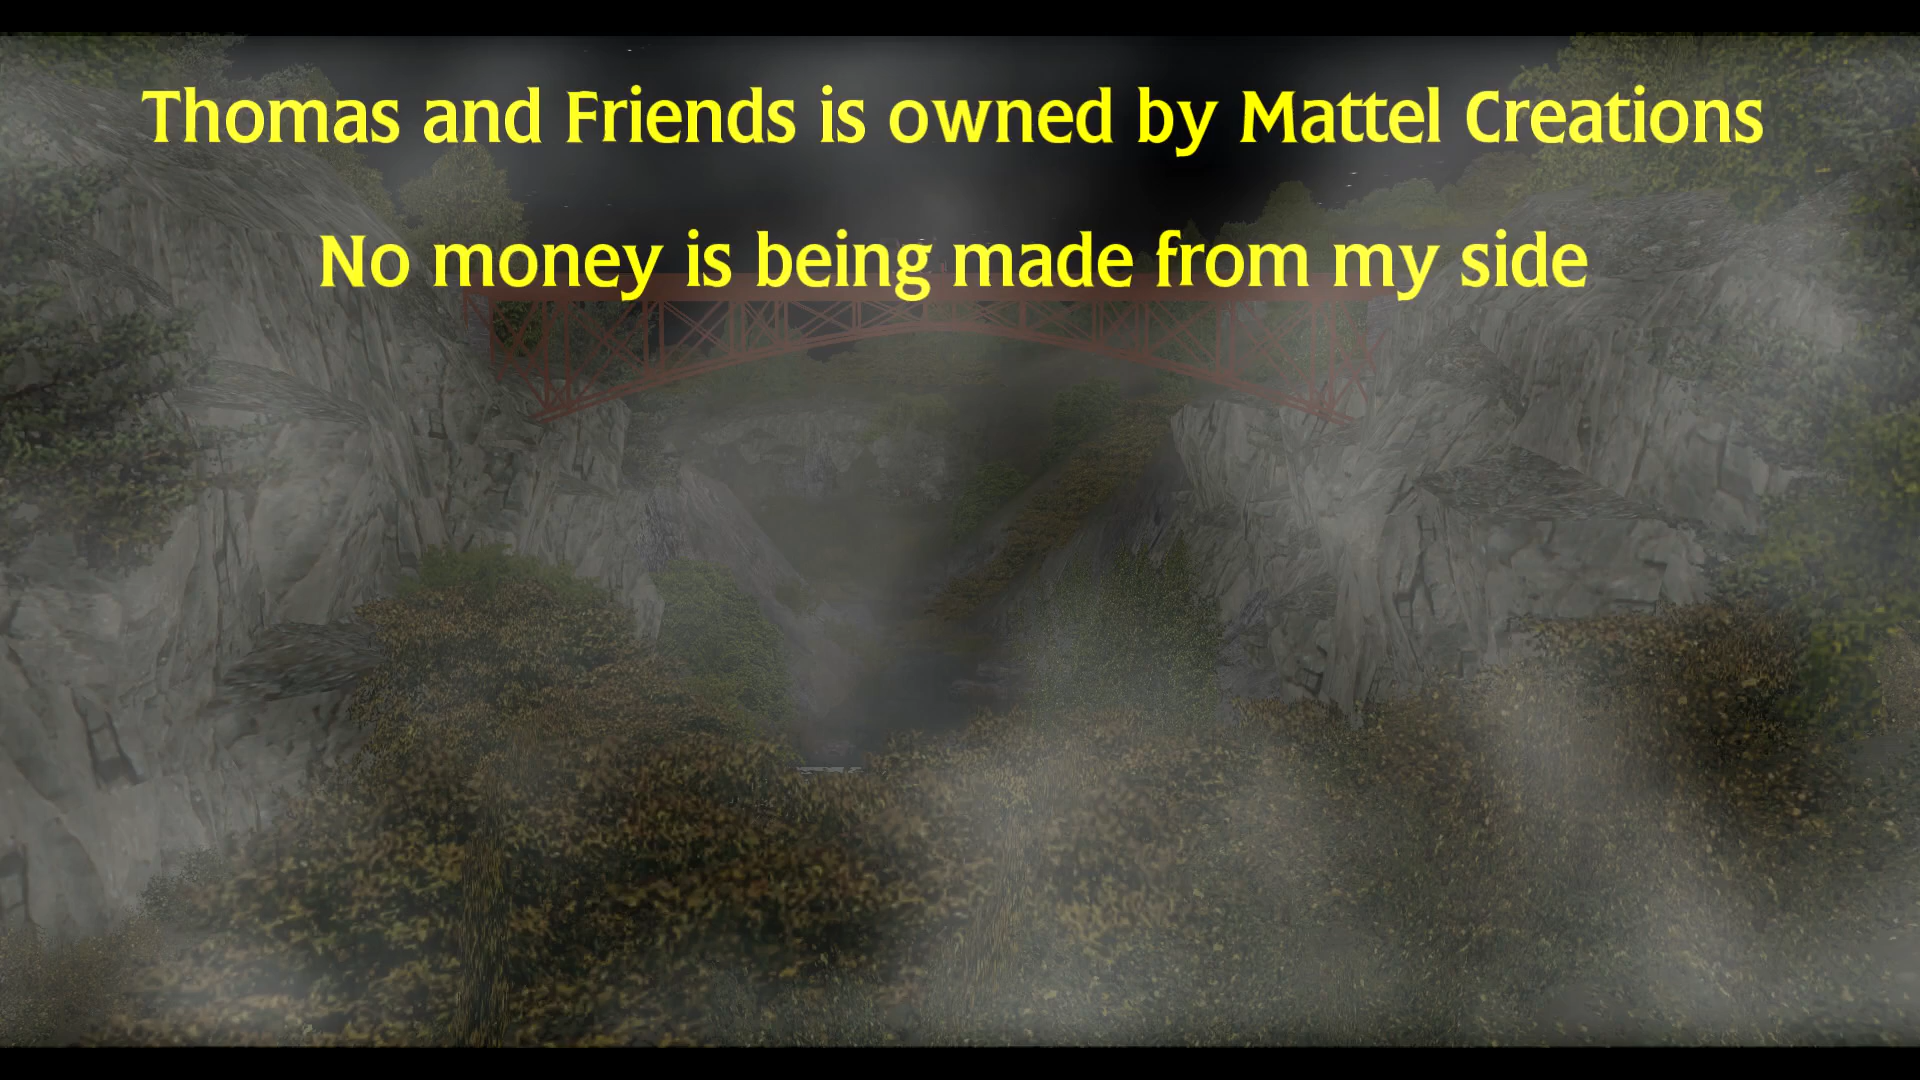 Thomas and Friends is owned by Mattel Creations
No money is being made from my side